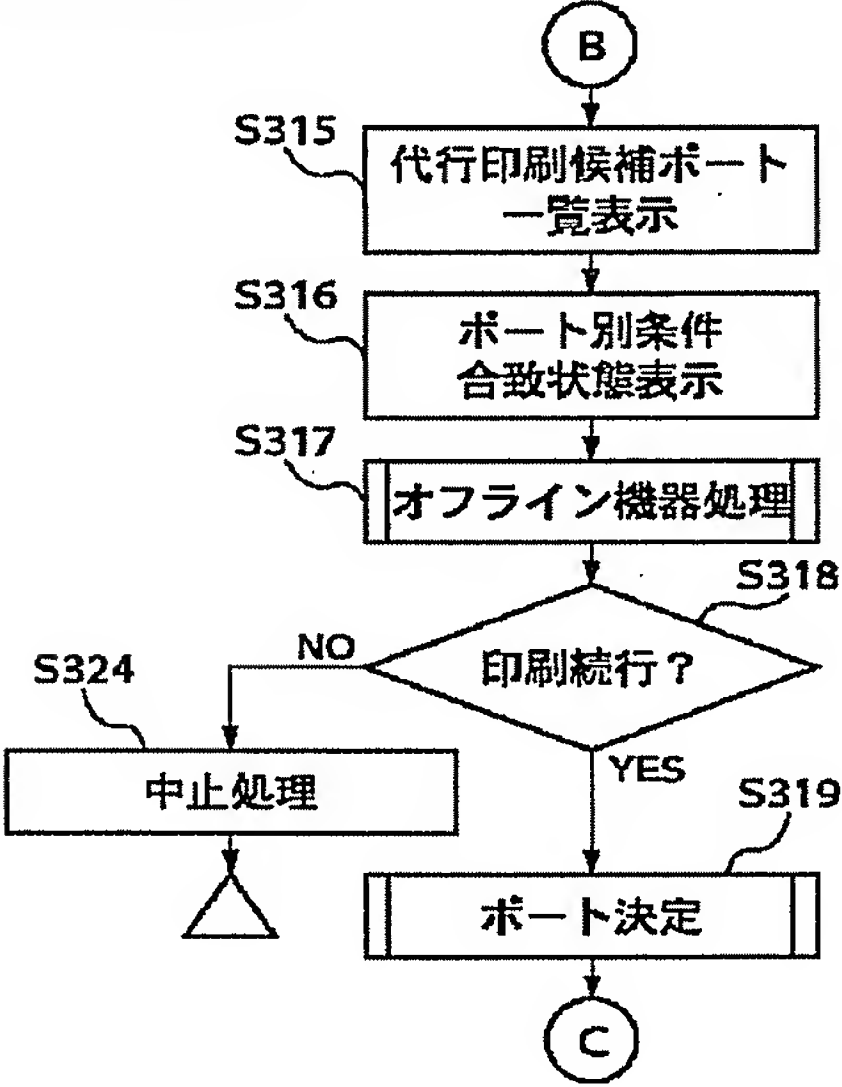 B
S315
代行印刷候補ポート
一覧表示
S316
ポート別条件
合致状態表示
S317
オフライン機器処理
S318
印刷続行？
NO
S324
中止処理
YES
S319
ポート決定
C